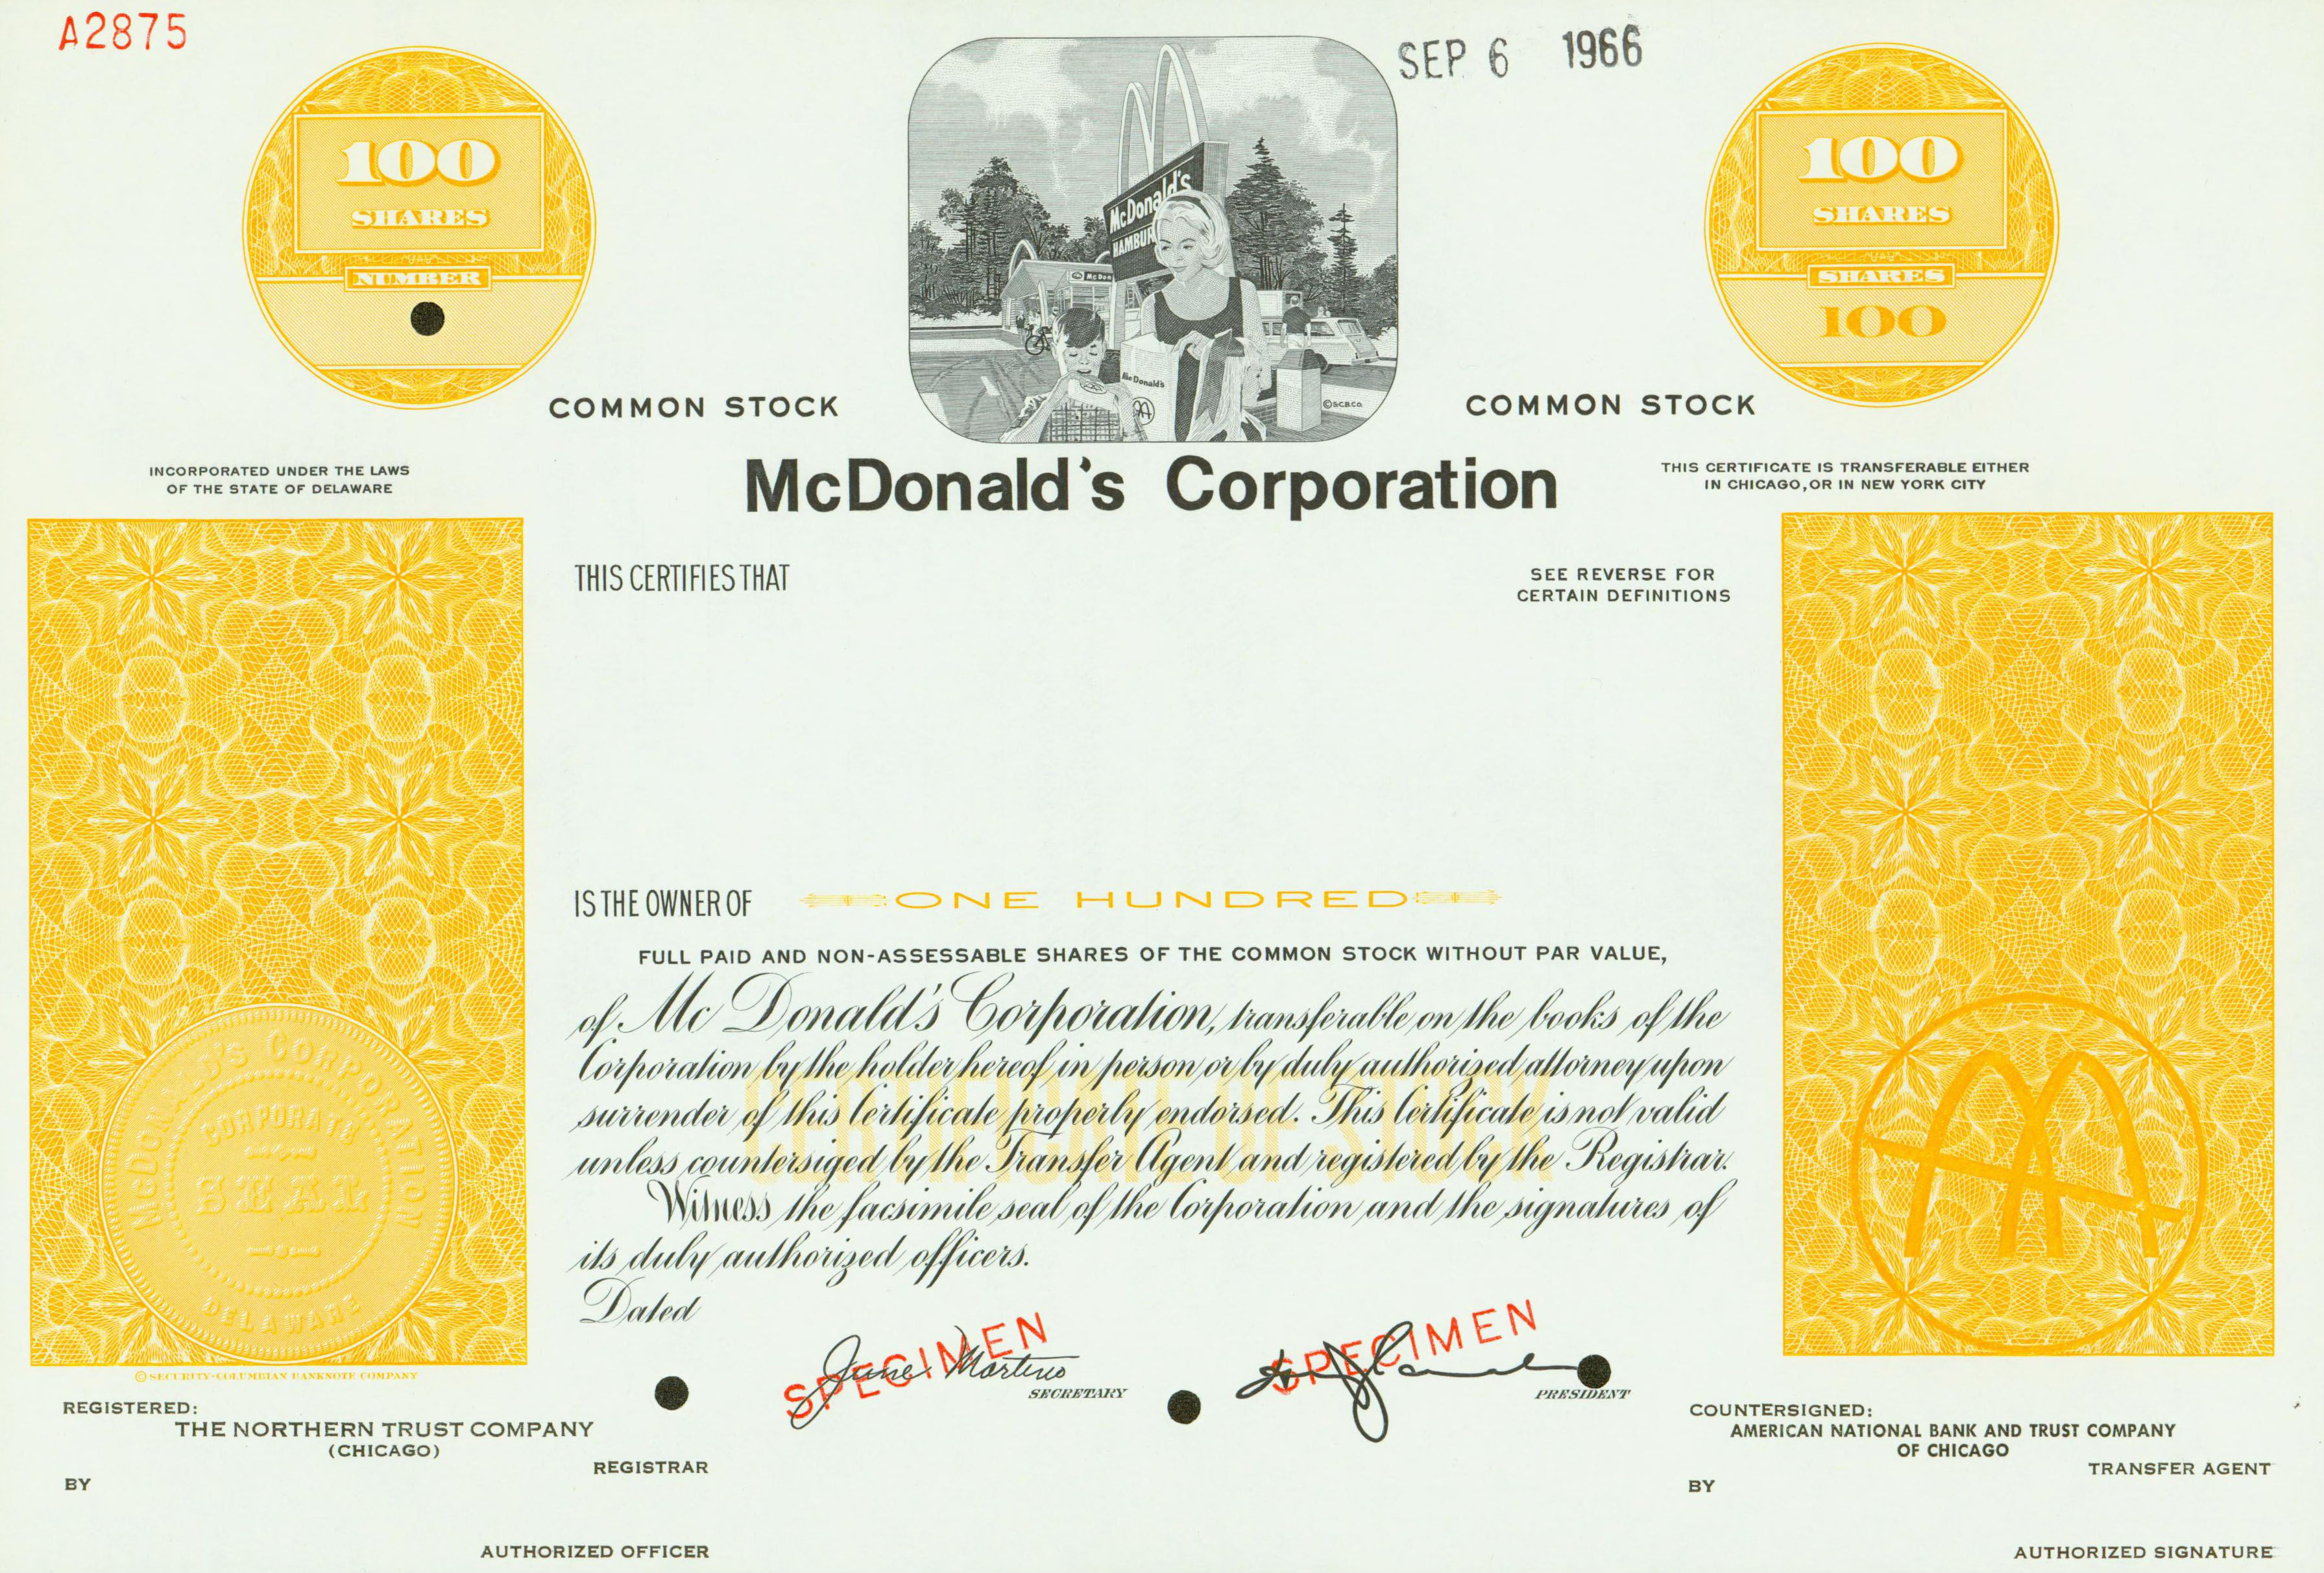 A2875
SEP 6 1966
100
SHARES
NUMBER
100
SHARES
SHARES
100
McDonald's
HAMBUR
McDon
McDonald's
©S.C.B.CO.
COMMON STOCK
COMMON STOCK
INCORPORATED UNDER THE LAWS
OF THE STATE OF DELAWARE
McDonald's Corporation
THIS CERTIFICATE IS TRANSFERABLE EITHER
IN CHICAGO, OR IN NEW YORK CITY
THIS CERTIFIES THAT
SEE REVERSE FOR
CERTAIN DEFINITIONS
IS THE OWNER OF
ONE HUNDRED
FULL PAID AND NON-ASSESSABLE SHARES OF THE COMMON STOCK WITHOUT PAR VALUE,
of McDonald's Corporation, transferable on the books of the
Corporation by the holder hereof in person or by duly authorized attorney upon
surrender of this Certificate properly endorsed. This Certificate is not valid
unless countersiged by the Transfer Agent and registered by the Registrar.
Witness the facsimile seal of the Corporation and the signatures of
its duly authorized officers.
Dated
CERTIFICATE OF STOCK
McDONALD'S CORPORATION
CORPORATE
SEAL
DELAWARE
© SECURITY-COLUMBIAN BANKNOTE COMPANY
SPECIMEN
June Martino
SECRETARY
SPECIMEN
PRESIDENT
REGISTERED:
THE NORTHERN TRUST COMPANY
(CHICAGO)
REGISTRAR
BY
AUTHORIZED OFFICER
COUNTERSIGNED:
AMERICAN NATIONAL BANK AND TRUST COMPANY
OF CHICAGO
TRANSFER AGENT
BY
AUTHORIZED SIGNATURE